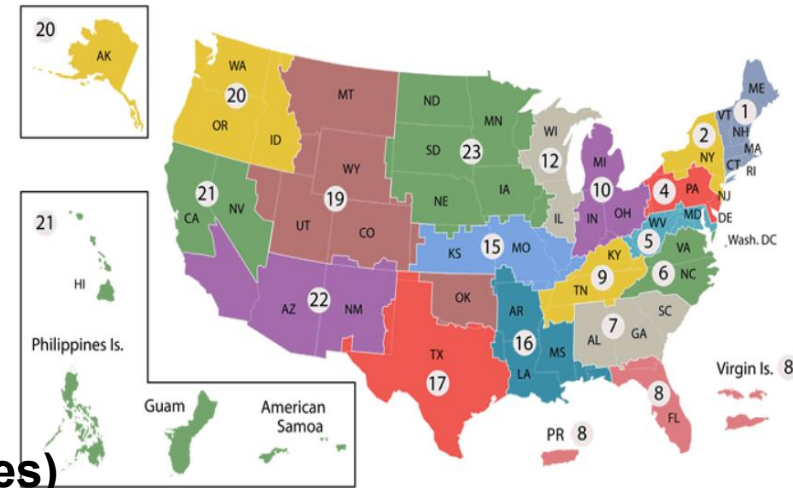 20
AK
WA
20
OR
ID
MT
WY
19
UT
CO
ND
MN
SD
23
NE
IA
WI
12
IL
MI
10
IN
OH
ME
VT
1
NH
MA
CT
RI
2
NY
4
PA
NJ
DE
MD
WV
5
Wash. DC
VA
6
NC
KY
9
TN
SC
7
AL
GA
21
CA
NV
KS
15
MO
AZ
22
NM
OK
AR
16
MS
LA
TX
17
8
FL
Virgin Is. 8
PR 8
21
HI
Philippines Is.
Guam
American
Samoa
es)